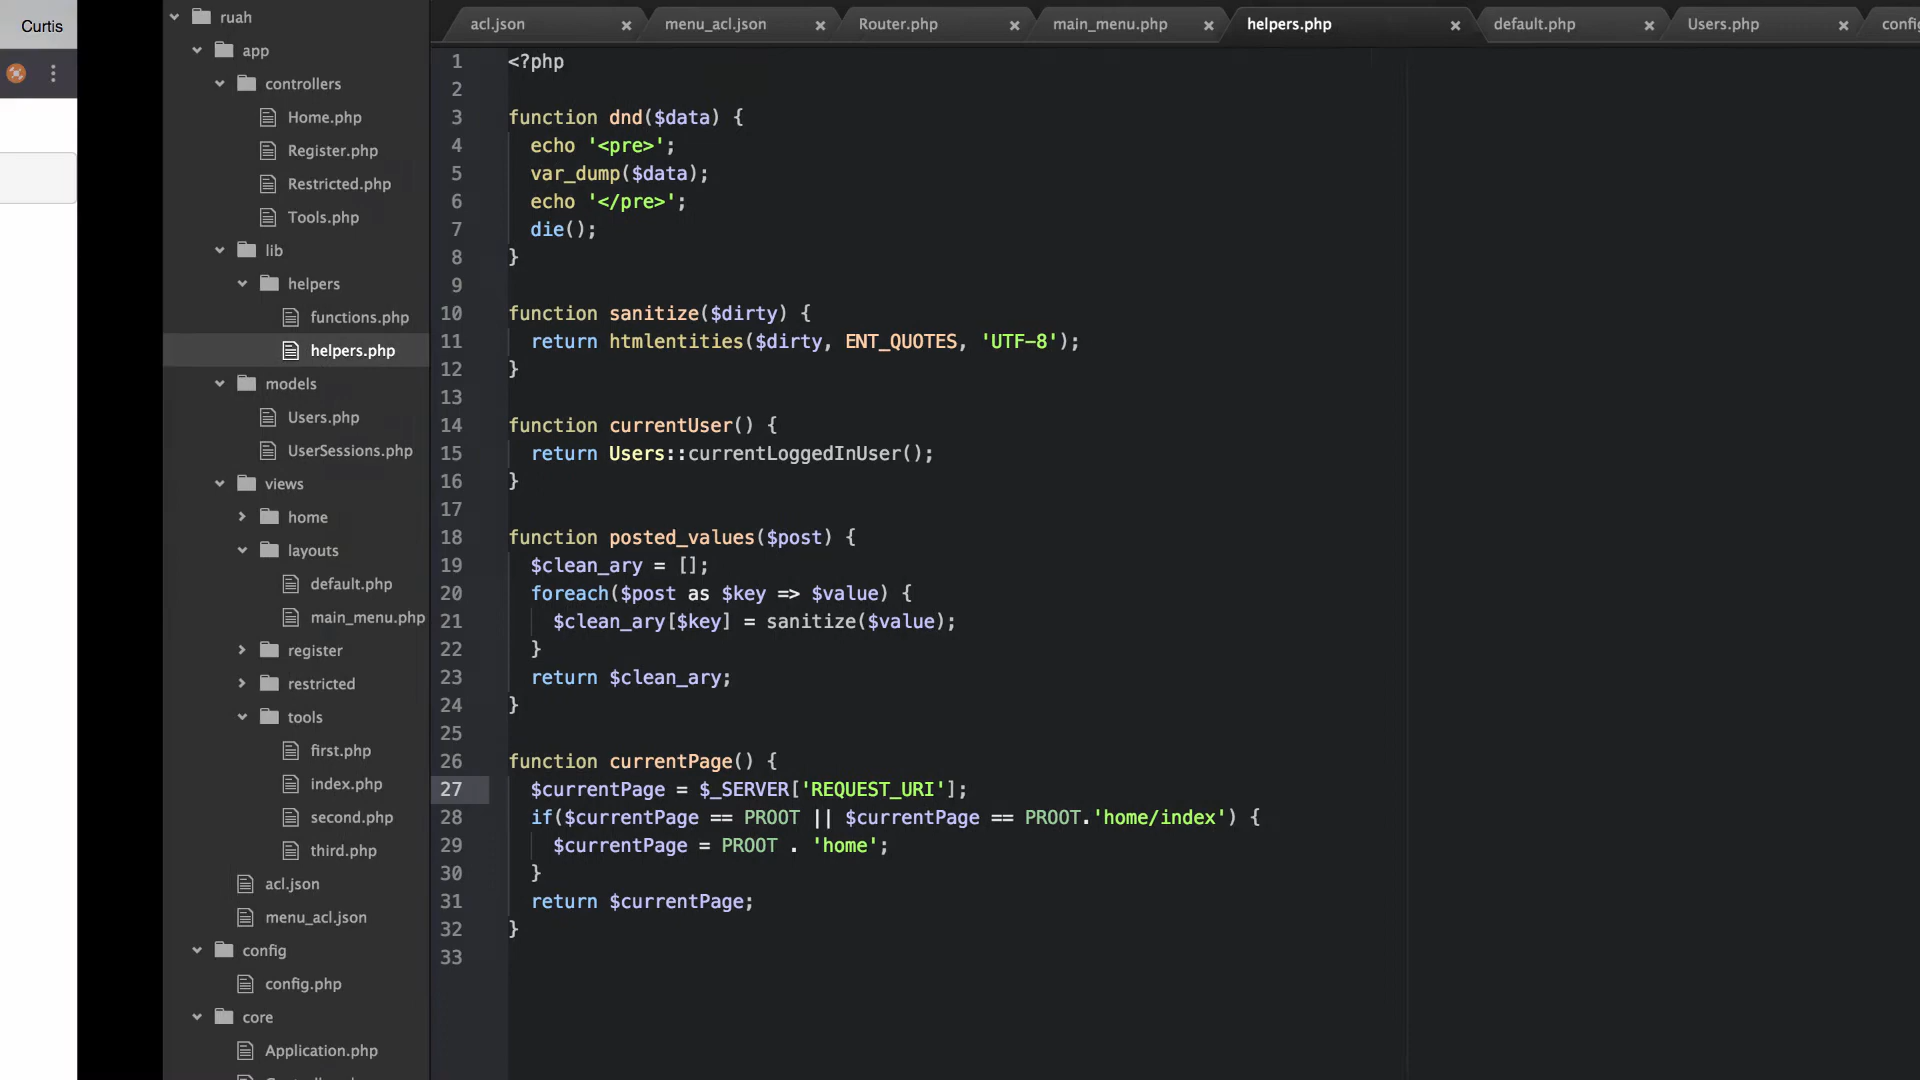 Curtis
ruah
app
controllers
Home.php
Register.php
Restricted.php
Tools.php
lib
helpers
functions.php
helpers.php
models
Users.php
UserSessions.php
views
home
layouts
default.php
main_menu.php
register
restricted
tools
first.php
index.php
second.php
third.php
acl.json
menu_acl.json
config
config.php
core
Application.php
acl.json
menu_acl.json
Router.php
main_menu.php
helpers.php
default.php
Users.php
config
1 <?php
2
3 function dnd($data) {
4   echo '<pre>';
5   var_dump($data);
6   echo '</pre>';
7   die();
8 }
9
10 function sanitize($dirty) {
11   return htmlentities($dirty, ENT_QUOTES, 'UTF-8');
12 }
13
14 function currentUser() {
15   return Users::currentLoggedInUser();
16 }
17
18 function posted_values($post) {
19   $clean_ary = [];
20   foreach($post as $key => $value) {
21     $clean_ary[$key] = sanitize($value);
22   }
23   return $clean_ary;
24 }
25
26 function currentPage() {
27   $currentPage = $_SERVER['REQUEST_URI'];
28   if($currentPage == PROOT || $currentPage == PROOT.'home/index') {
29     $currentPage = PROOT . 'home';
30   }
31   return $currentPage;
32 }
33